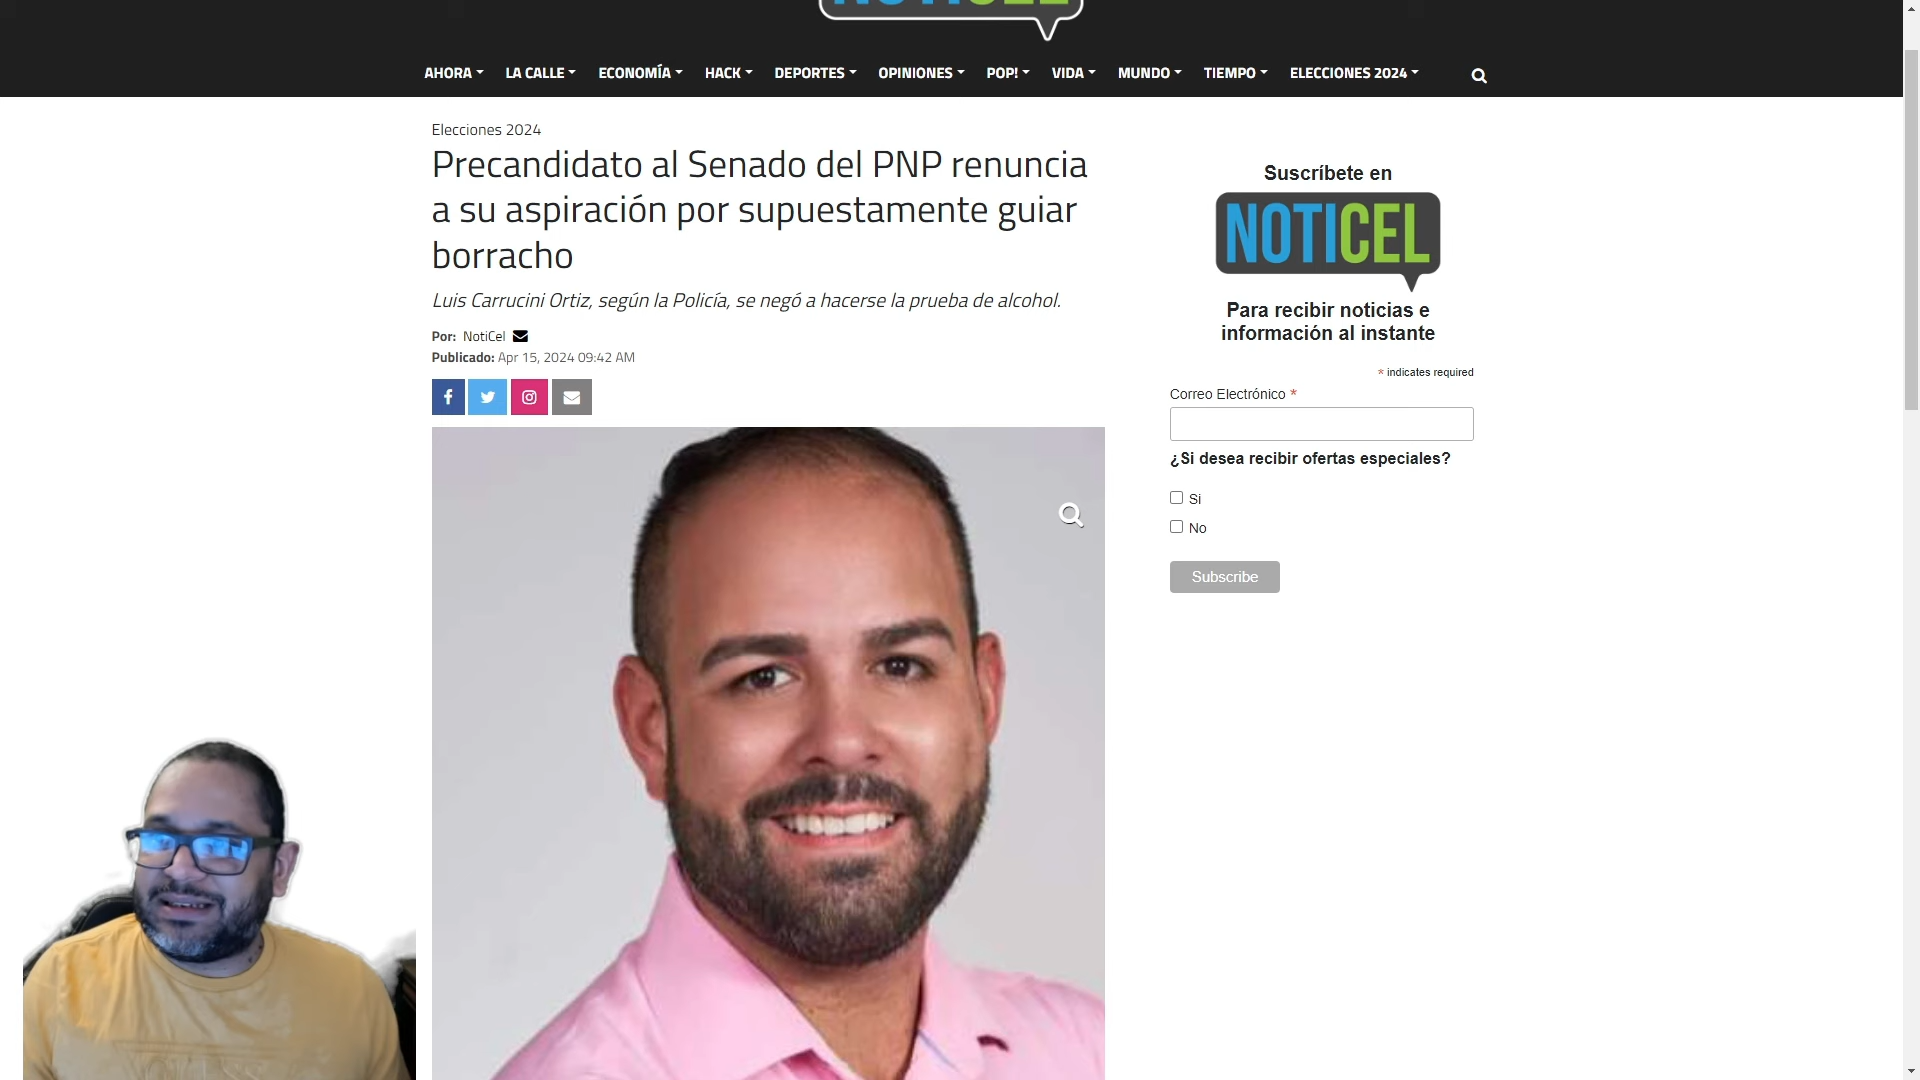 NOTICEL
AHORA LA CALLE ECONOMÍA HACK DEPORTES OPINIONES POP! VIDA MUNDO TIEMPO ELECCIONES 2024
Elecciones 2024
Precandidato al Senado del PNP renuncia
a su aspiración por supuestamente guiar
borracho
Luis Carrucini Ortiz, según la Policía, se negó a hacerse la prueba de alcohol.
Por: NotiCel
Publicado: Apr 15, 2024 09:42 AM
Suscríbete en
NOTICEL
Para recibir noticias e
información al instante
* indicates required
Correo Electrónico *
¿Si desea recibir ofertas especiales?
Si
No
Subscribe